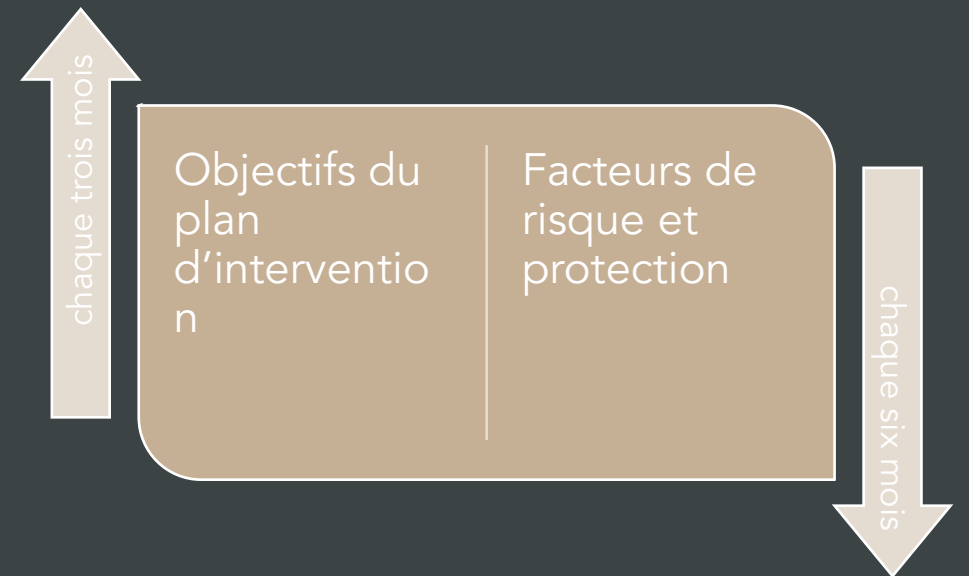 chaque trois mois
Objectifs du
plan
d’interventio
n
Facteurs de
risque et
protection
chaque six mois